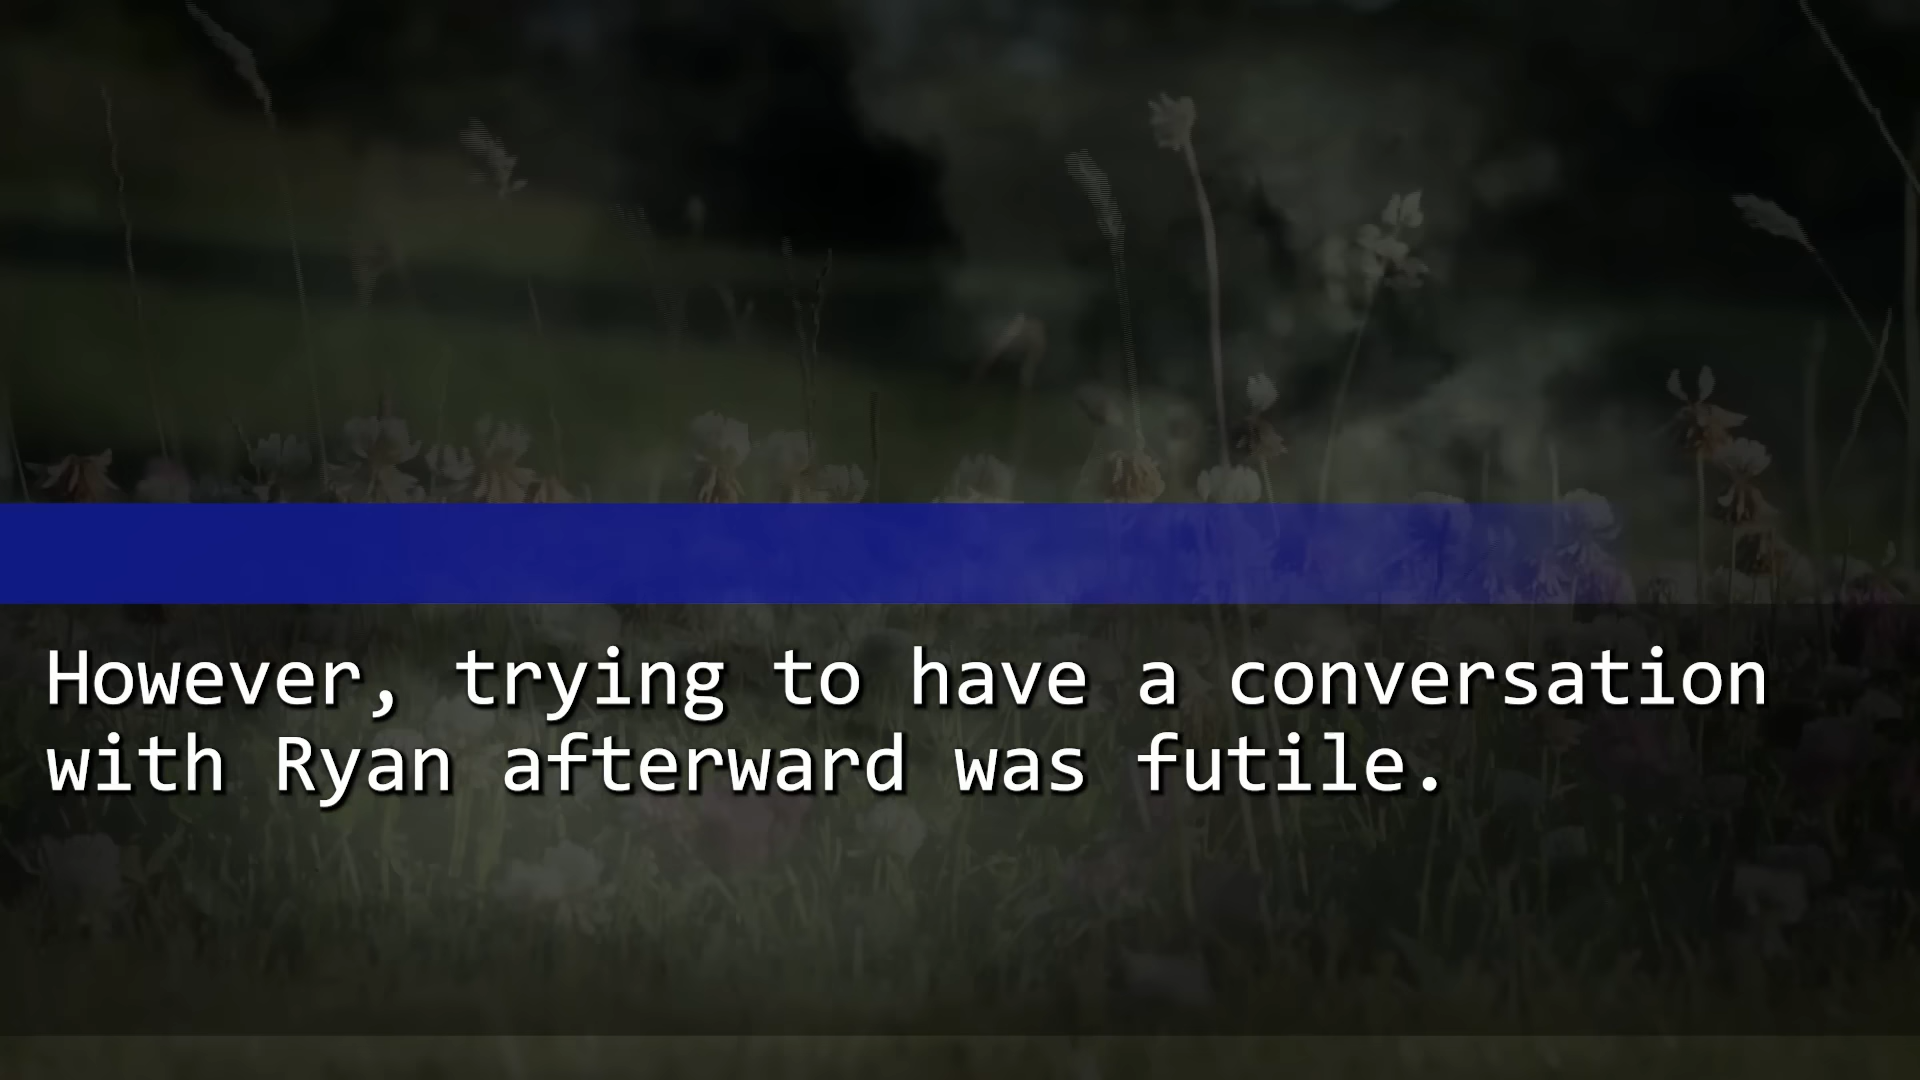 However, trying to have a conversation
with Ryan afterward was futile.